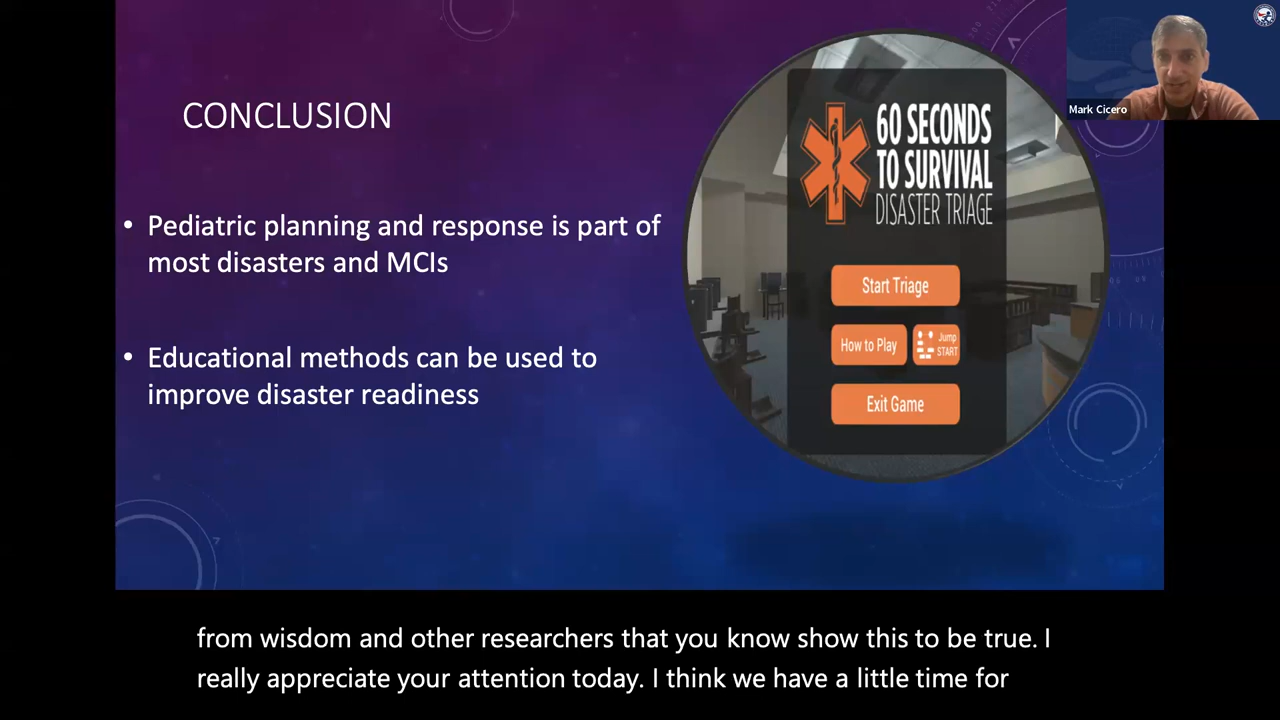 CONCLUSION
• Pediatric planning and response is part of
most disasters and MCIs
• Educational methods can be used to
improve disaster readiness
60 SECONDS
TO SURVIVAL
DISASTER TRIAGE
Start Triage
How to Play
Jump
START
Exit Game
Mark Cicero
from wisdom and other researchers that you know show this to be true. I
really appreciate your attention today. I think we have a little time for